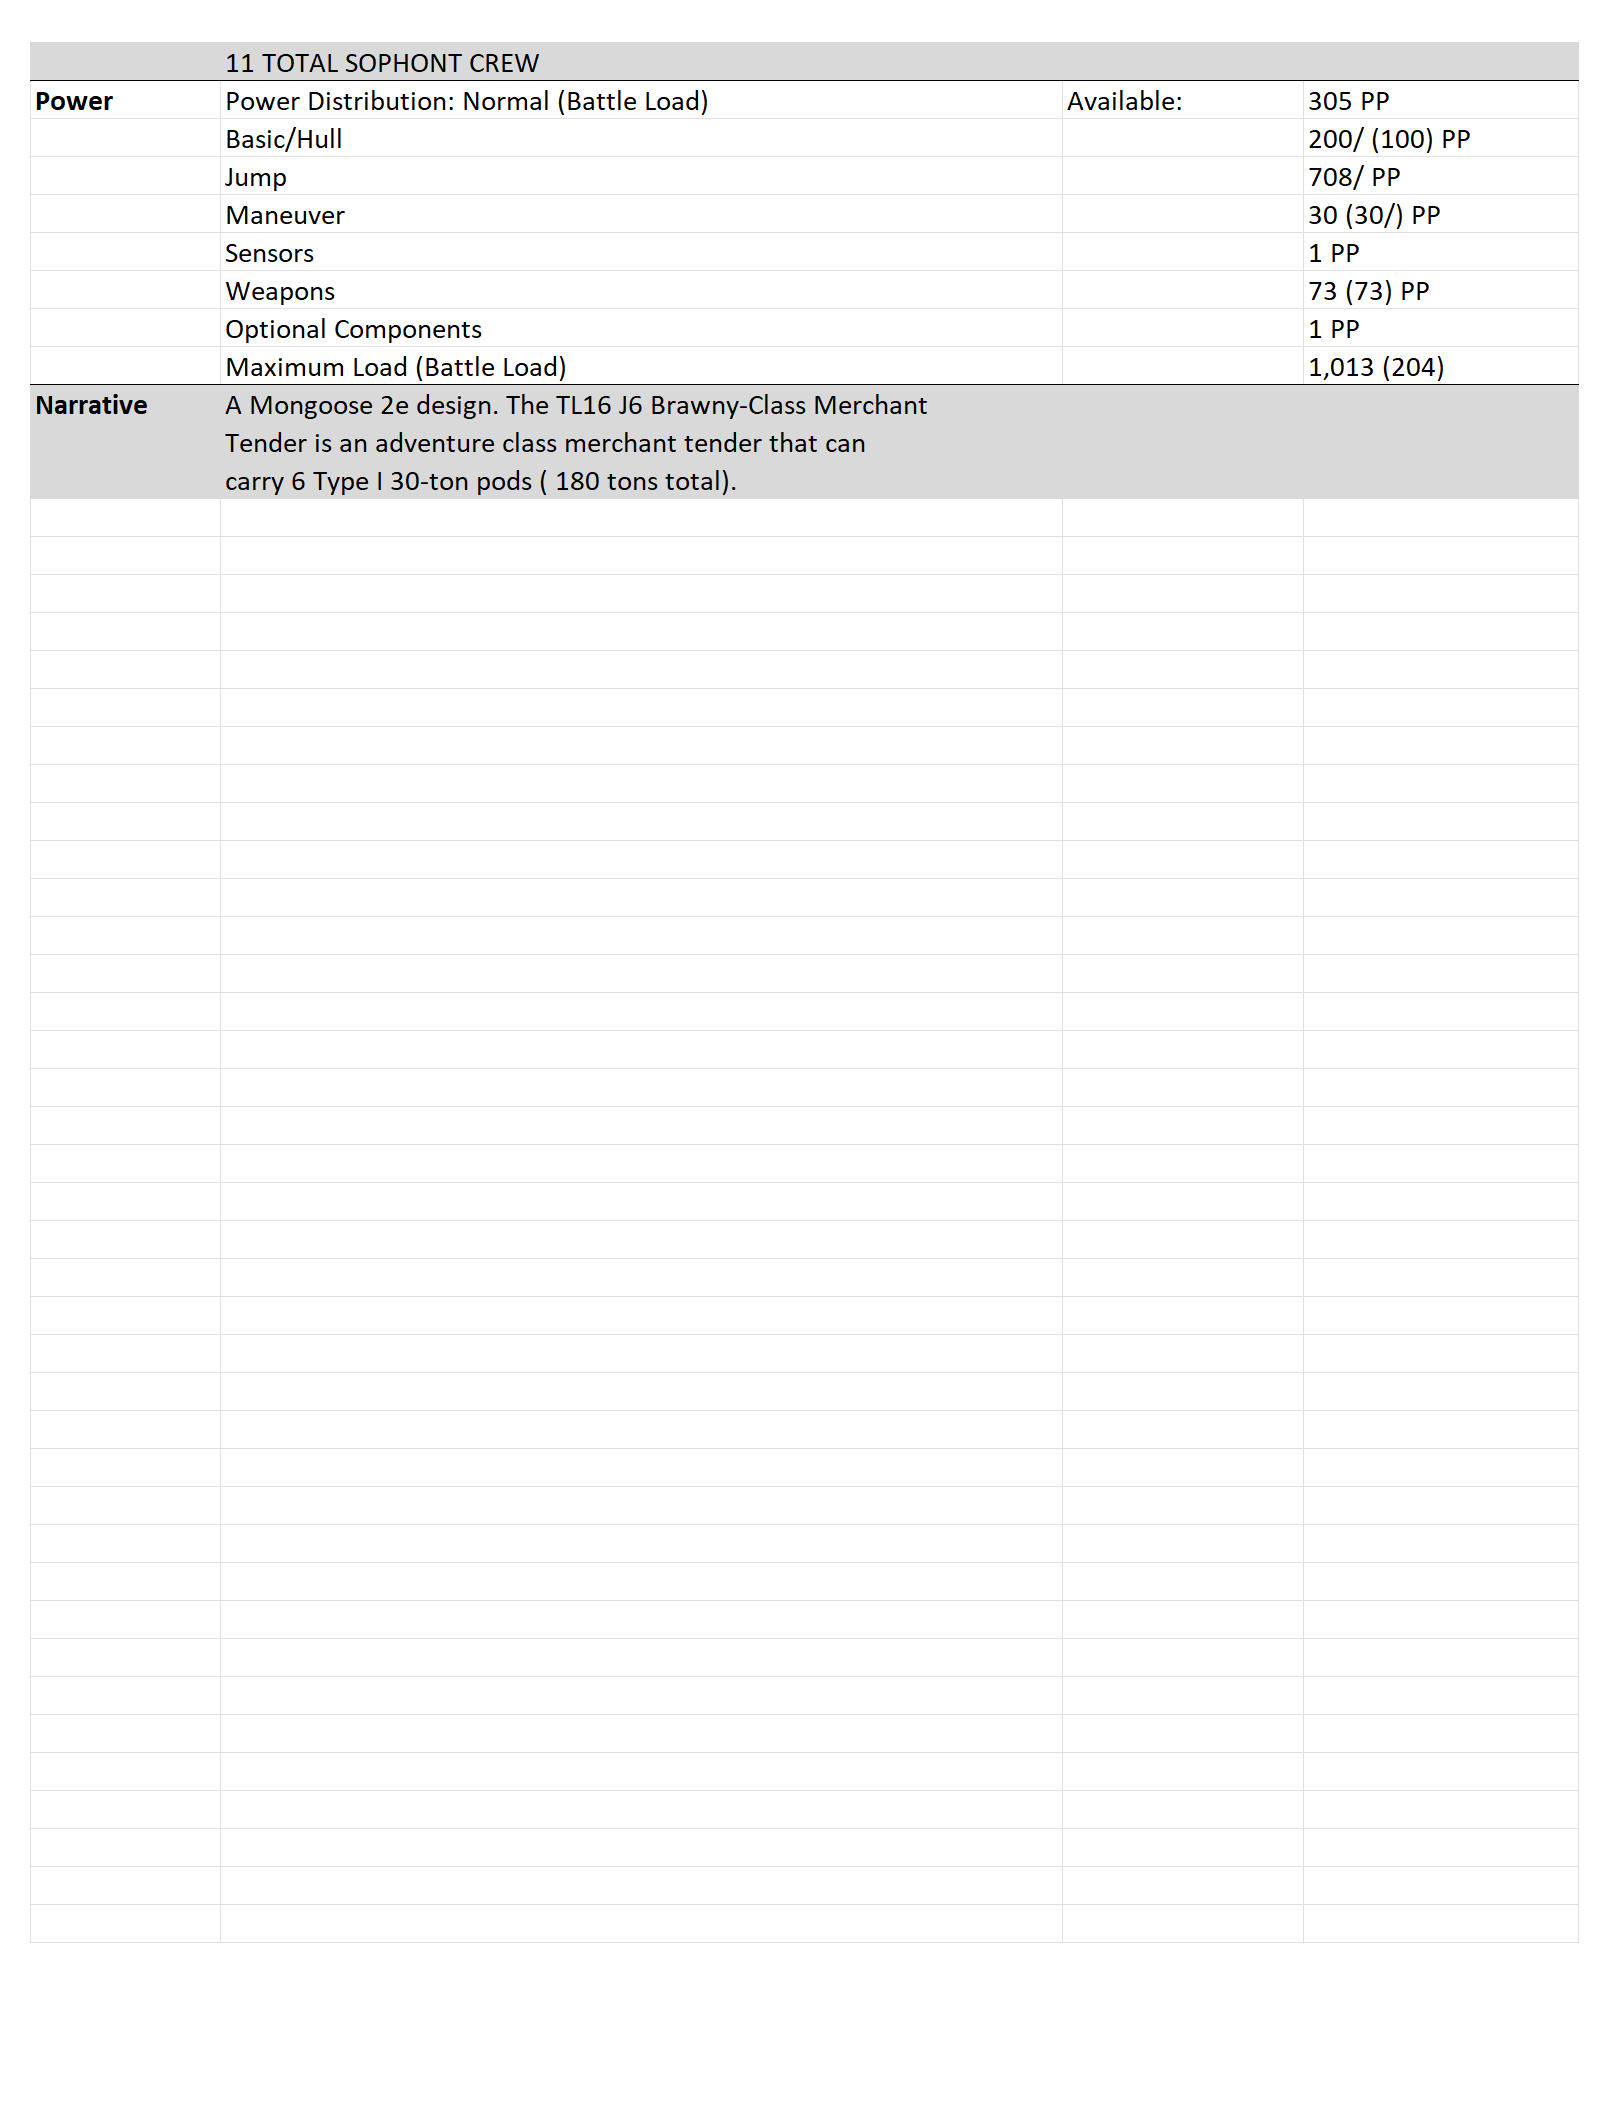 11 TOTAL SOPHONT CREW
Power Power Distribution: Normal (Battle Load) Available: 305 PP
Basic/Hull 200/ (100) PP
Jump 708/ PP
Maneuver 30 (30/) PP
Sensors 1 PP
Weapons 73 (73) PP
Optional Components 1 PP
Maximum Load (Battle Load) 1,013 (204)
Narrative A Mongoose 2e design. The TL16 J6 Brawny-Class Merchant
Tender is an adventure class merchant tender that can
carry 6 Type I 30-ton pods ( 180 tons total).